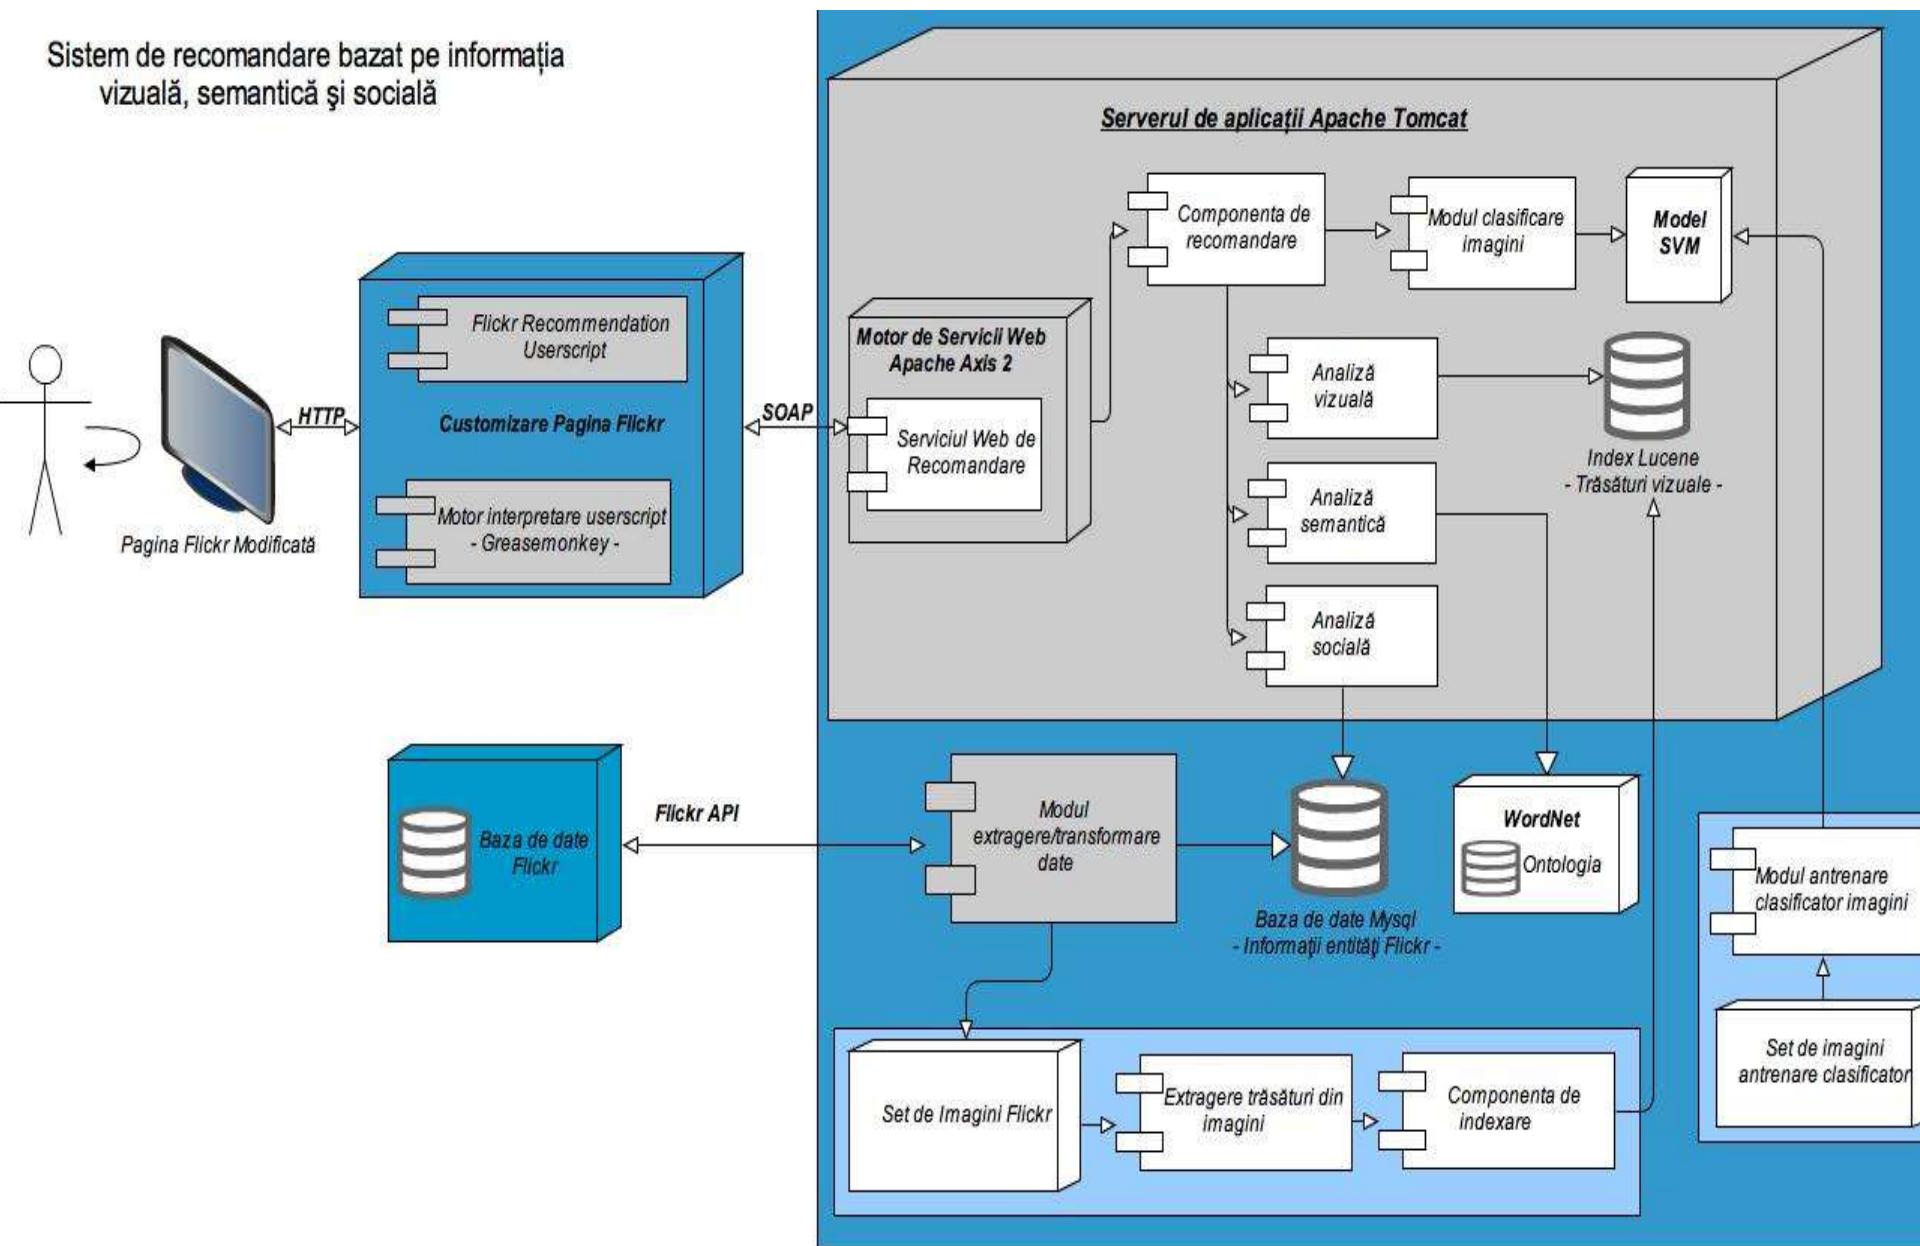 Sistem de recomandare bazat pe informația
vizuală, semantică şi socială
Serverul de aplicații Apache Tomcat
Componenta de
recomandare
Modul clasificare
imagini
Model
SVM
Flickr Recommendation
Userscript
Customizare Pagina Flickr
Motor interpretare userscript
- Greasemonkey -
HTTP
SOAP
Pagina Flickr Modificată
Motor de Servicii Web
Apache Axis 2
Serviciul Web de
Recomandare
Analiză
vizuală
Index Lucene
- Trăsături vizuale -
Analiză
semantică
Analiză
socială
Baza de date
Flickr
Flickr API
Modul
extragere/transformare
date
Baza de date Mysql
- Informații entități Flickr -
WordNet
Ontologia
Modul antrenare
clasificator imagini
Set de imagini
antrenare clasificator
Set de Imagini Flickr
Extragere trăsături din
imagini
Componenta de
indexare